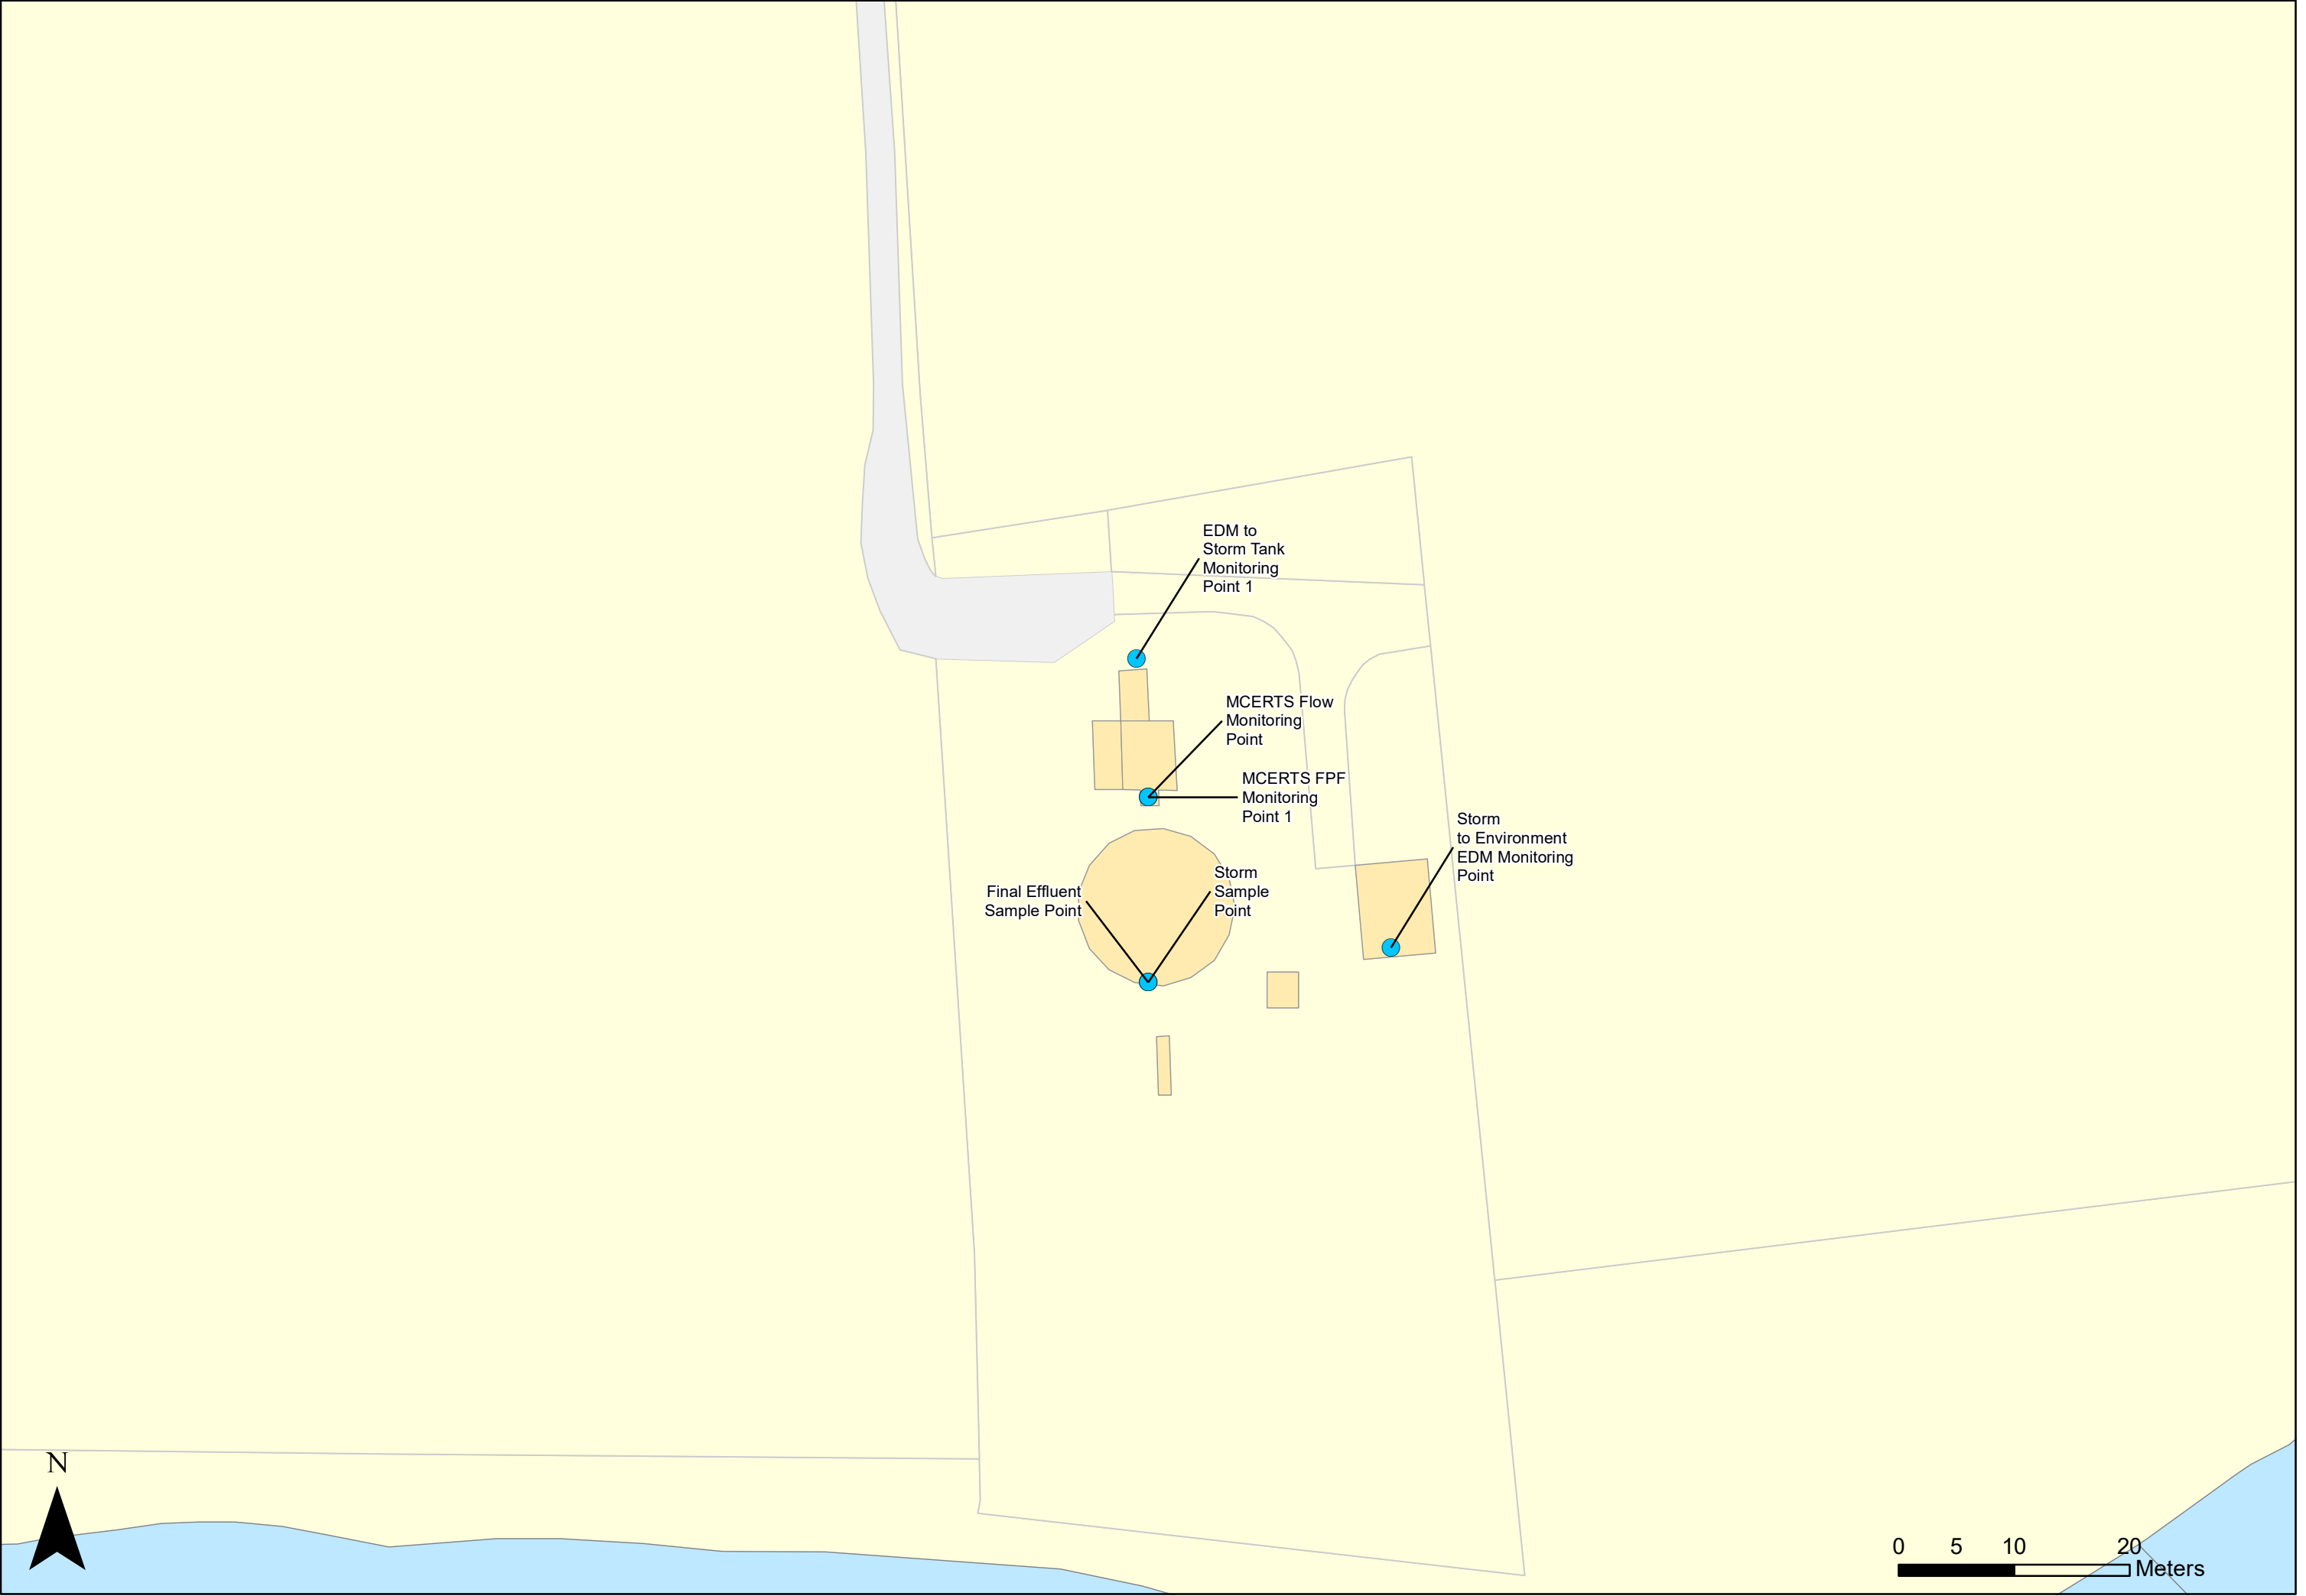 EDM to
Storm Tank
Monitoring
Point 1
MCERTS Flow
Monitoring
Point
MCERTS FPF
Monitoring
Point 1
Storm
to Environment
EDM Monitoring
Point
Storm
Sample
Point
Final Effluent
Sample Point
N
0 5 10 20
Meters